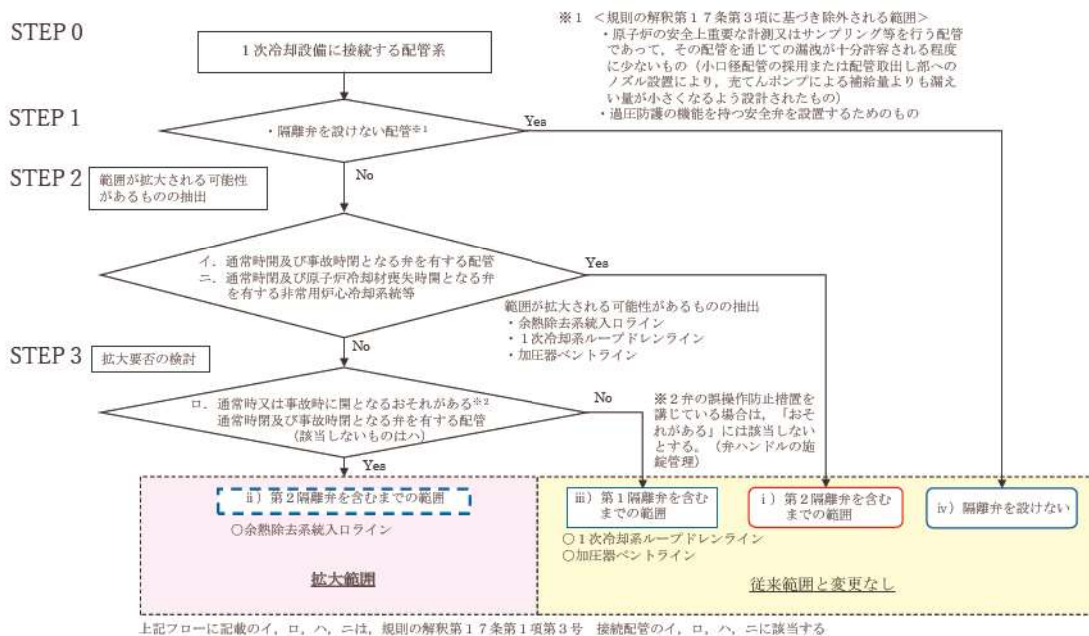 STEP 0
1次冷却設備に接続する配管系
※1 <規則の解釈第17条第3項に基づき除外される範囲>
・原子炉の安全上重要な計測又はサンプリング等を行う配管
であって，その配管を通じての漏洩が十分許容される程度
に少ないもの（小口径配管の採用または配管取出し部への
ノズル設置により，充てんポンプによる補給量よりも漏え
い量が小さくなるよう設計されたもの）
・過圧防護の機能を持つ安全弁を設置するためのもの
STEP 1
・隔離弁を設けない配管※1
Yes
No
STEP 2
範囲が拡大される可能性
があるものの抽出
イ．通常時開及び事故時閉となる弁を有する配管
ニ．通常時閉及び原子炉冷却材喪失時開となる弁
を有する非常用炉心冷却系統等
Yes
範囲が拡大される可能性があるものの抽出
・余熱除去系統入口ライン
・1次冷却系ループドレンライン
・加圧器ベントライン
No
STEP 3
拡大要否の検討
ロ．通常時又は事故時に開となるおそれがある※2
通常時閉及び事故時閉となる弁を有する配管
（該当しないものはハ）
No
※2弁の誤操作防止措置を
講じている場合は，「おそ
れがある」には該当しない
とする。（弁ハンドルの施
錠管理）
Yes
ii）第2隔離弁を含むまでの範囲
○余熱除去系統入口ライン
拡大範囲
iii）第1隔離弁を含む
までの範囲
○1次冷却系ループドレンライン
○加圧器ベントライン
i）第2隔離弁を含む
までの範囲
iv）隔離弁を設けない
従来範囲と変更なし
上記フローに記載のイ，ロ，ハ，ニは，規則の解釈第17条第1項第3号 接続配管のイ，ロ，ハ，ニに該当する